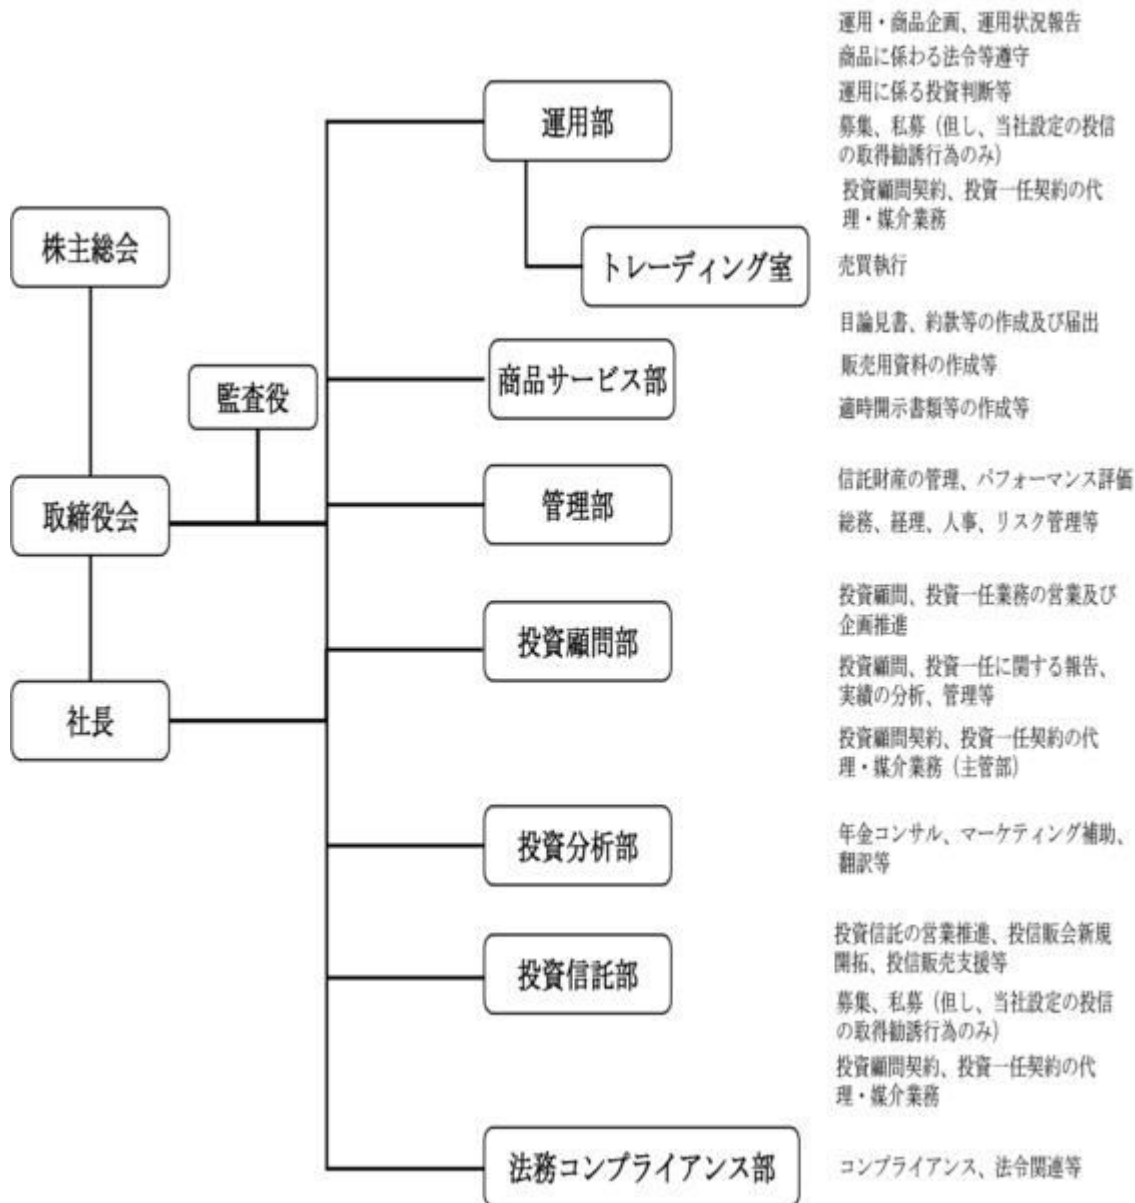 株主総会
取締役会
社長
監査役
運用部
運用・商品企画、運用状況報告
商品に係わる法令等遵守
運用に係る投資判断等
募集、私募（但し、当社設定の投信
の取得勧誘行為のみ）
投資顧問契約、投資一任契約の代
理・媒介業務
トレーディング室
売買執行
商品サービス部
目論見書、約款等の作成及び届出
販売用資料の作成等
適時開示書類等の作成等
管理部
信託財産の管理、パフォーマンス評価
総務、経理、人事、リスク管理等
投資顧問部
投資顧問、投資一任業務の営業及び
企画推進
投資顧問、投資一任に関する報告、
実績の分析、管理等
投資顧問契約、投資一任契約の代
理・媒介業務（主管部）
投資分析部
年金コンサル、マーケティング補助、
翻訳等
投資信託部
投資信託の営業推進、投信販会新規
開拓、投信販売支援等
募集、私募（但し、当社設定の投信
の取得勧誘行為のみ）
投資顧問契約、投資一任契約の代
理・媒介業務
法務コンプライアンス部
コンプライアンス、法令関連等